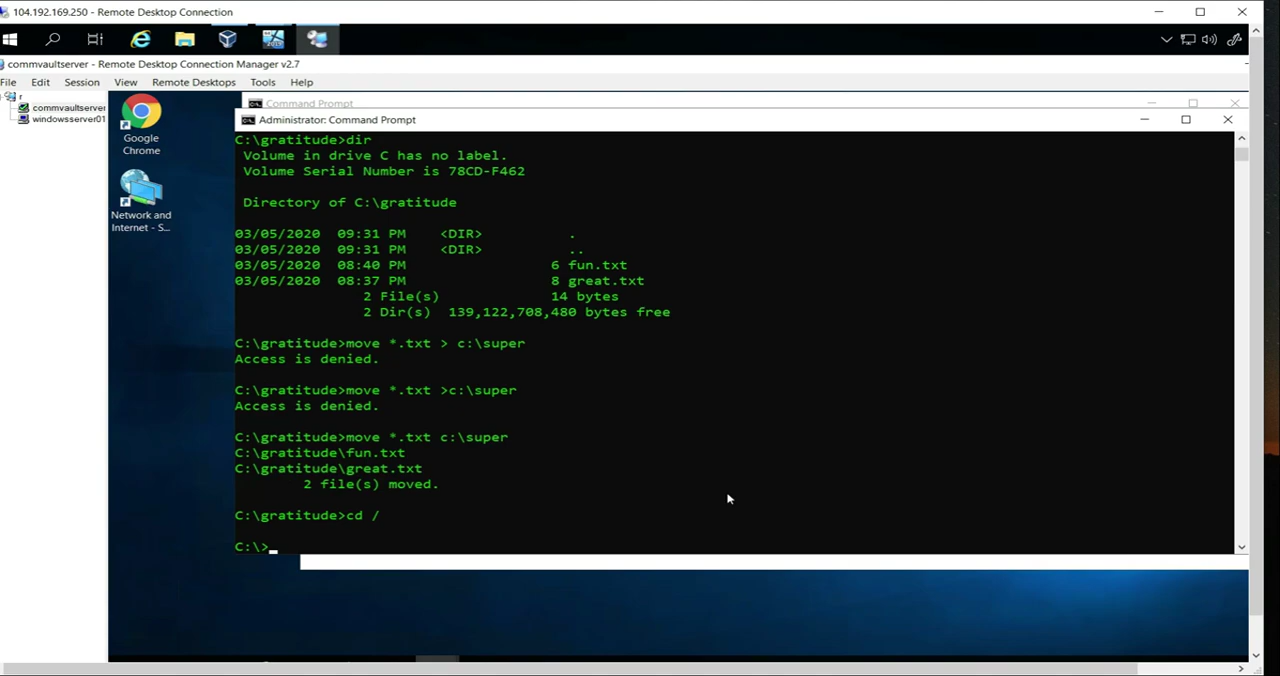 104.192.169.250 - Remote Desktop Connection
commvaultserver - Remote Desktop Connection Manager v2.7
File Edit Session View Remote Desktops Tools Help
r
commvaultserver
windowsserver01
Google
Chrome
Network and
Internet - S...
Command Prompt
Administrator: Command Prompt
C:\gratitude>dir
Volume in drive C has no label.
Volume Serial Number is 78CD-F462
Directory of C:\gratitude
03/05/2020 09:31 PM <DIR> .
03/05/2020 09:31 PM <DIR> ..
03/05/2020 08:40 PM 6 fun.txt
03/05/2020 08:37 PM 8 great.txt
2 File(s) 14 bytes
2 Dir(s) 139,122,708,480 bytes free
C:\gratitude>move *.txt > c:\super
Access is denied.
C:\gratitude>move *.txt >c:\super
Access is denied.
C:\gratitude>move *.txt c:\super
C:\gratitude\fun.txt
C:\gratitude\great.txt
2 file(s) moved.
C:\gratitude>cd /
C:\>